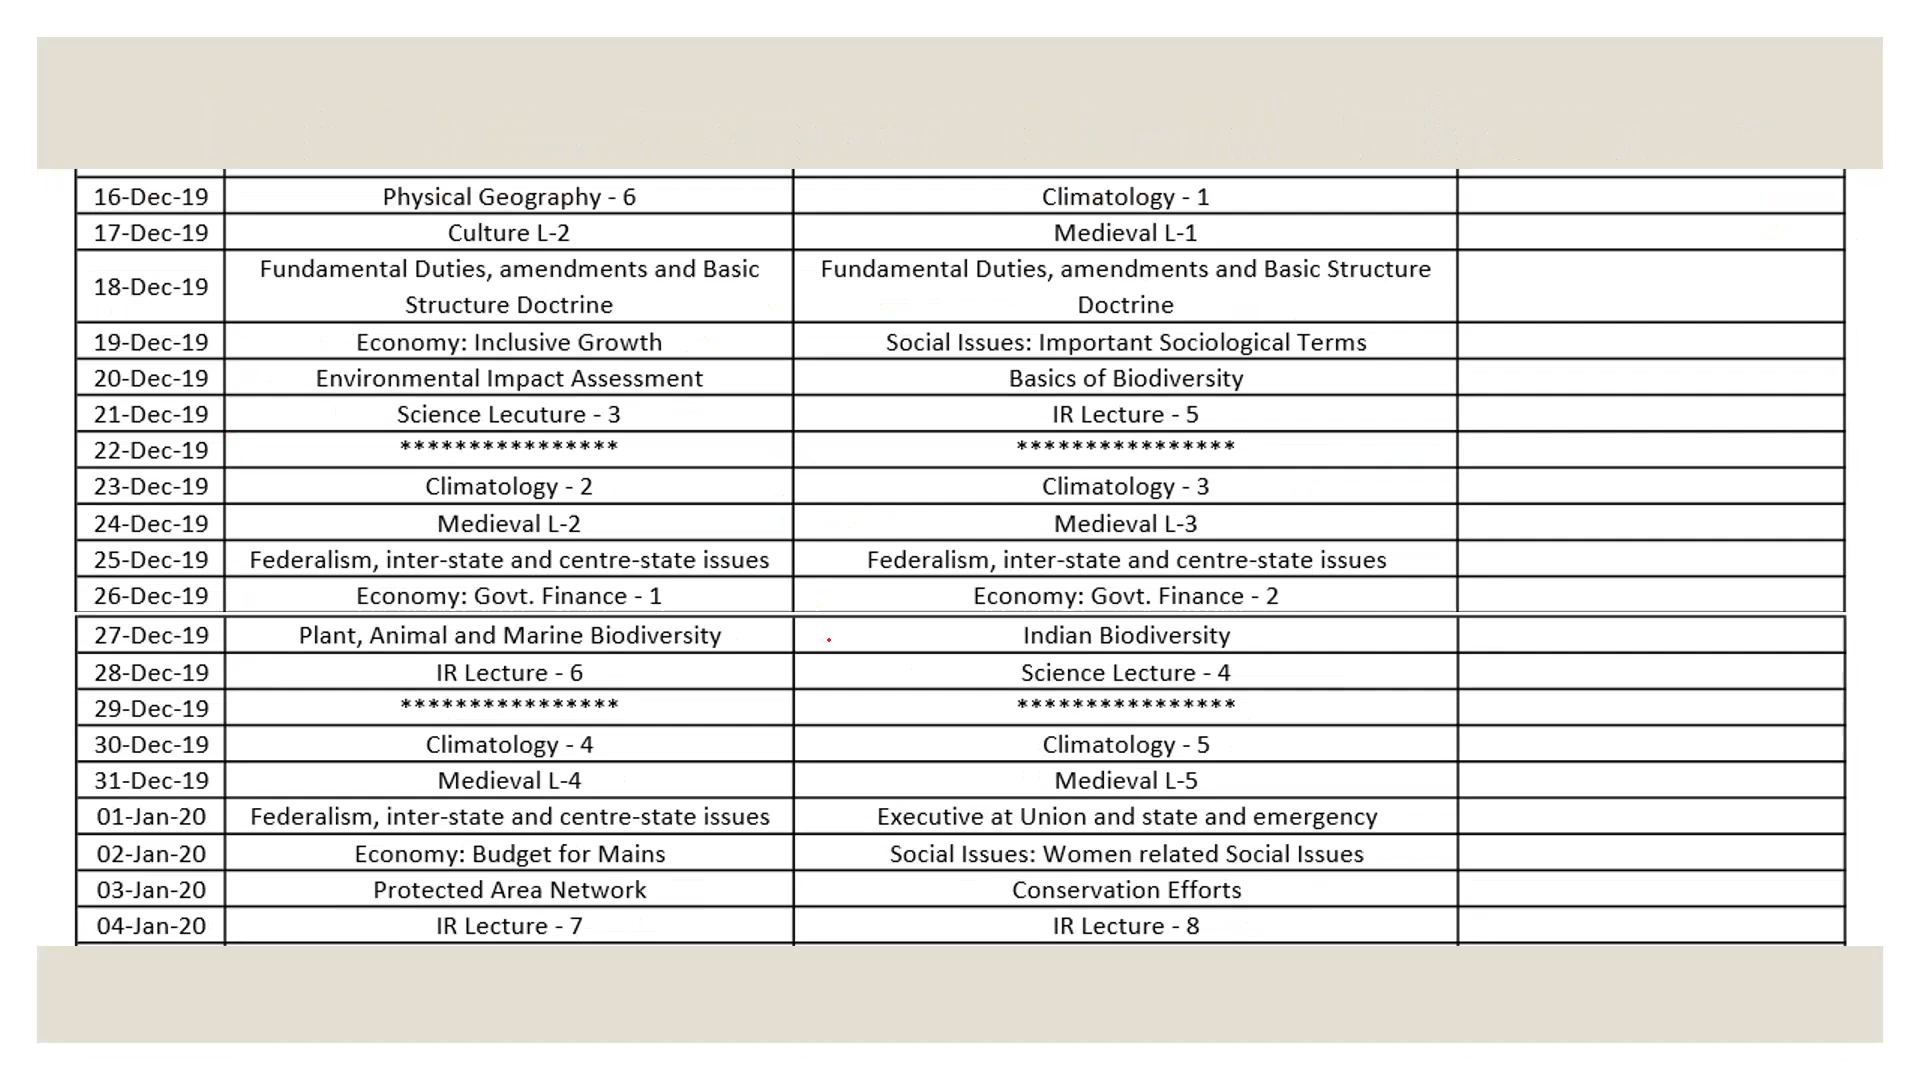 16-Dec-19 Physical Geography - 6 Climatology - 1
17-Dec-19 Culture L-2 Medieval L-1
18-Dec-19 Fundamental Duties, amendments and Basic Structure Doctrine Fundamental Duties, amendments and Basic Structure Doctrine
19-Dec-19 Economy: Inclusive Growth Social Issues: Important Sociological Terms
20-Dec-19 Environmental Impact Assessment Basics of Biodiversity
21-Dec-19 Science Lecuture - 3 IR Lecture - 5
22-Dec-19 **************** ****************
23-Dec-19 Climatology - 2 Climatology - 3
24-Dec-19 Medieval L-2 Medieval L-3
25-Dec-19 Federalism, inter-state and centre-state issues Federalism, inter-state and centre-state issues
26-Dec-19 Economy: Govt. Finance - 1 Economy: Govt. Finance - 2
27-Dec-19 Plant, Animal and Marine Biodiversity Indian Biodiversity
28-Dec-19 IR Lecture - 6 Science Lecture - 4
29-Dec-19 **************** ****************
30-Dec-19 Climatology - 4 Climatology - 5
31-Dec-19 Medieval L-4 Medieval L-5
01-Jan-20 Federalism, inter-state and centre-state issues Executive at Union and state and emergency
02-Jan-20 Economy: Budget for Mains Social Issues: Women related Social Issues
03-Jan-20 Protected Area Network Conservation Efforts
04-Jan-20 IR Lecture - 7 IR Lecture - 8